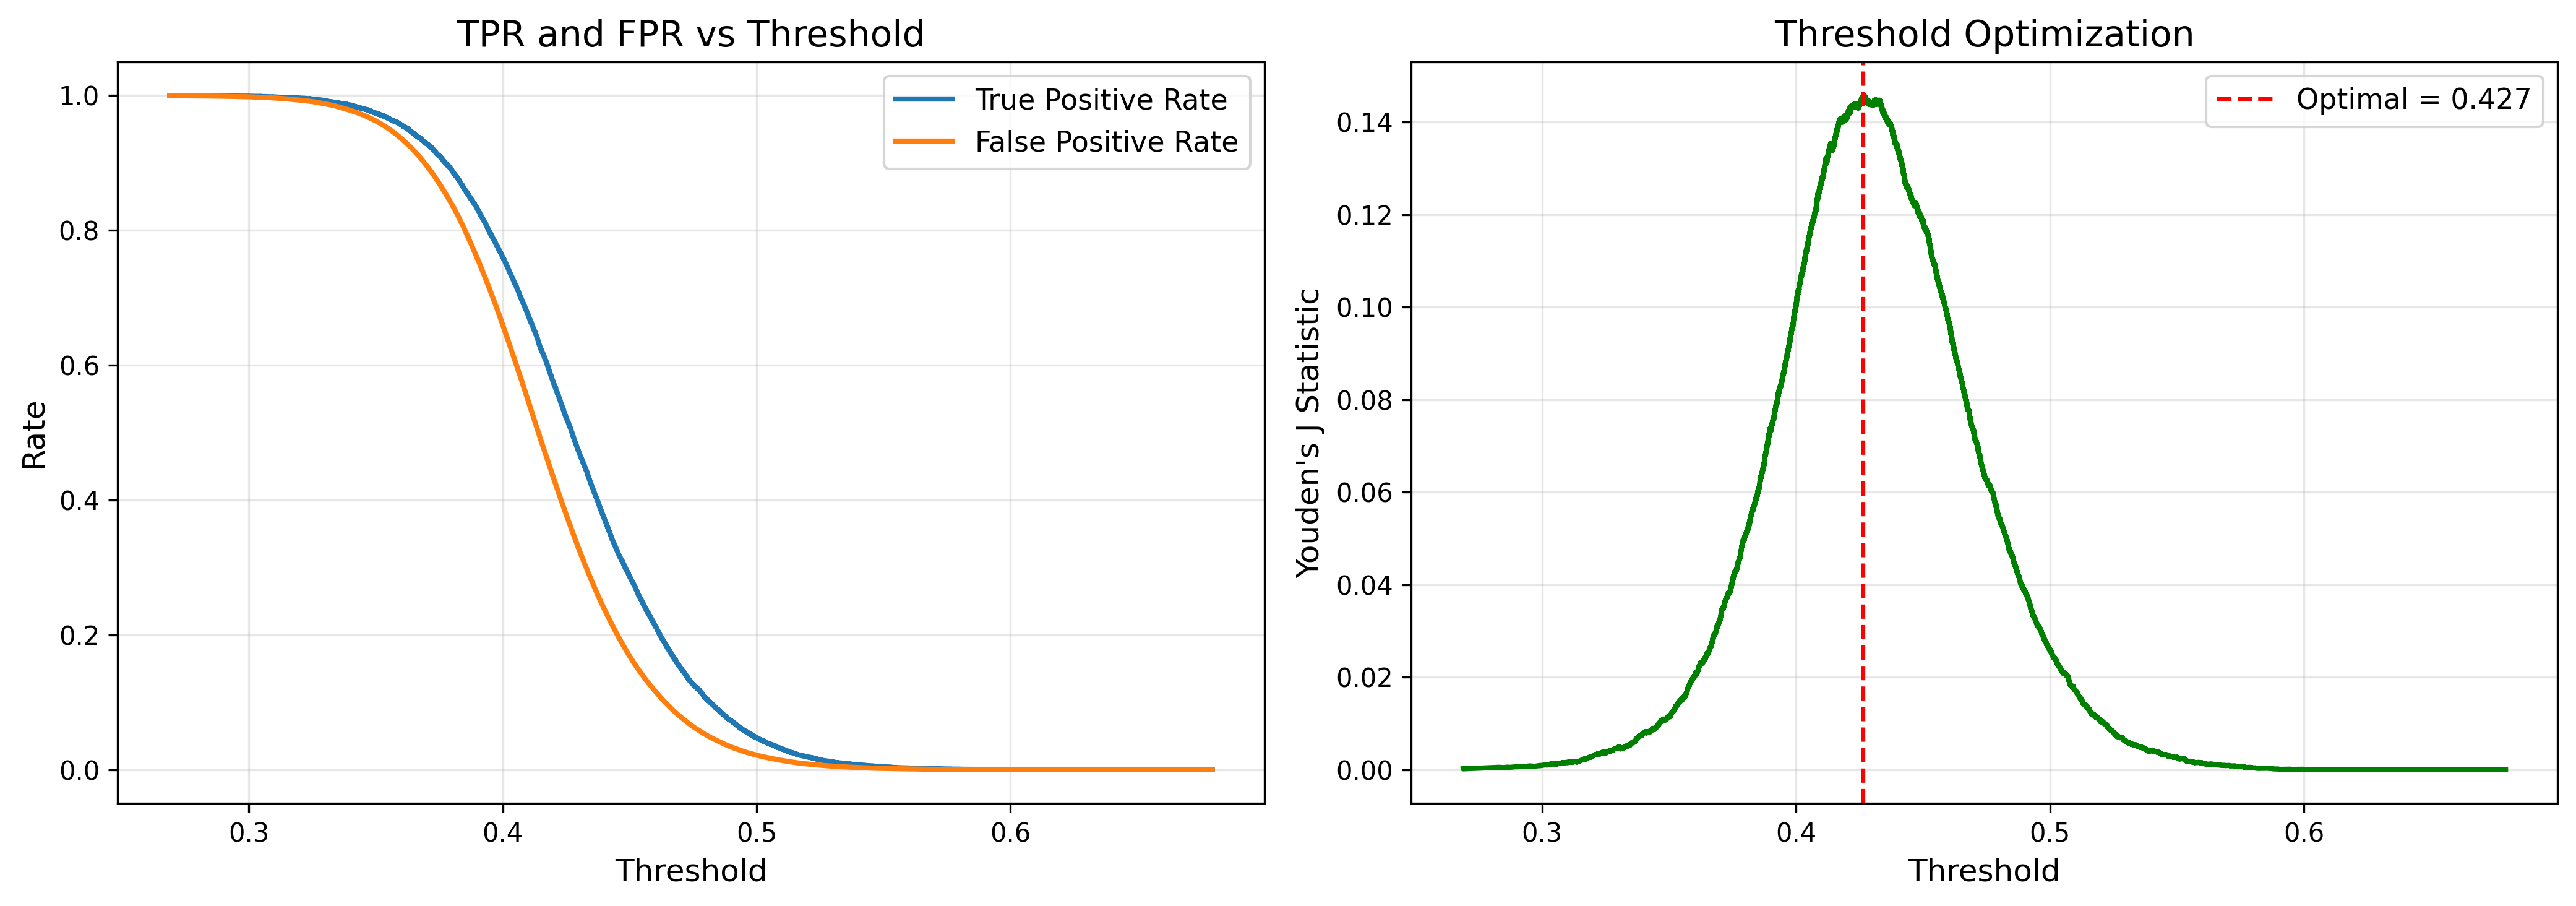 TPR and FPR vs Threshold
True Positive Rate
False Positive Rate
Rate
1.0
0.8
0.6
0.4
0.2
0.0
0.3
0.4
0.5
0.6
Threshold
Threshold Optimization
Optimal = 0.427
Youden's J Statistic
0.14
0.12
0.10
0.08
0.06
0.04
0.02
0.00
0.3
0.4
0.5
0.6
Threshold